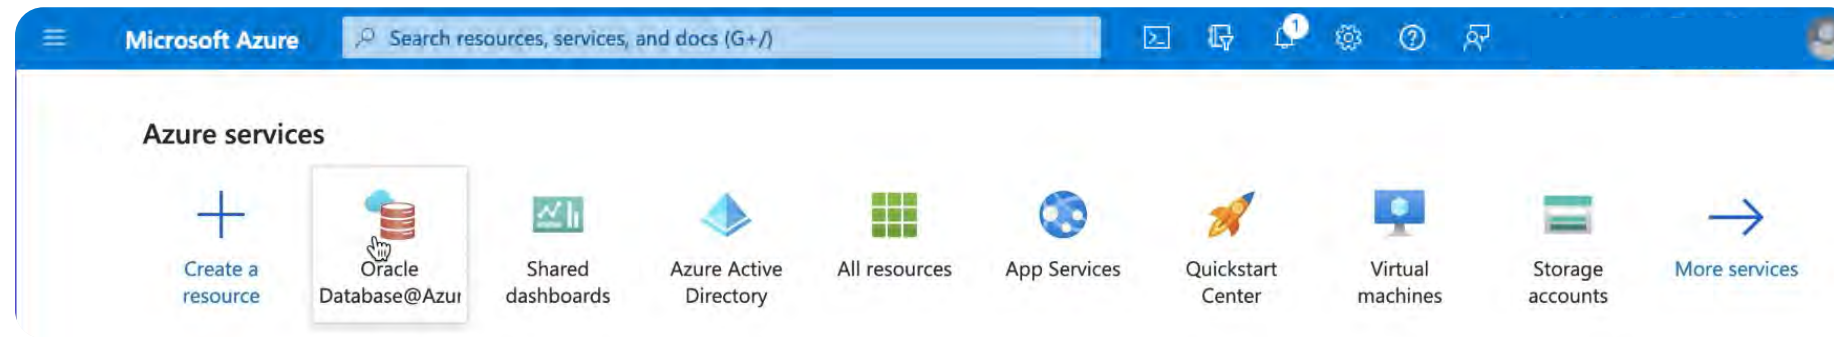 Microsoft Azure
Search resources, services, and docs (G+/)
1
Azure services
Create a
resource
Oracle
Database@Azur
Shared
dashboards
Azure Active
Directory
All resources
App Services
Quickstart
Center
Virtual
machines
Storage
accounts
More services